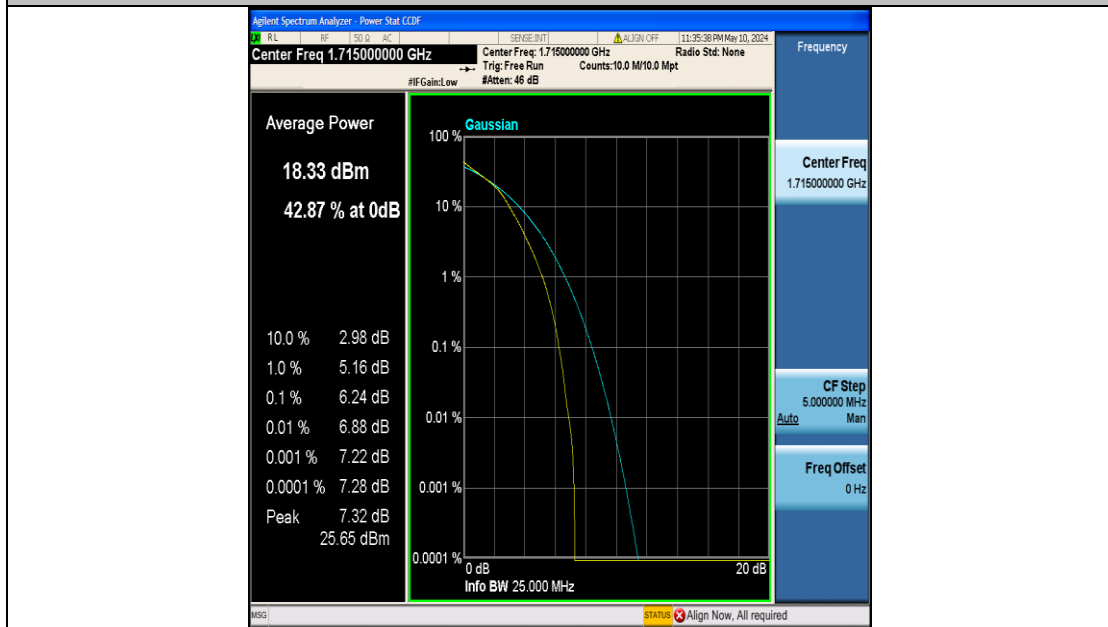 Agilent Spectrum Analyzer - Power Stat CCDF
RL RF 50 Ω AC SENSE:INT ALIGN OFF 11:35:38 PM May 10, 2024
Center Freq 1.715000000 GHz
Center Freq: 1.715000000 GHz Radio Std: None
Trig: Free Run Counts:10.0 M/10.0 Mpt
#IFGain:Low #Atten: 46 dB
Frequency
Average Power
18.33 dBm
42.87 % at 0dB
10.0 % 2.98 dB
1.0 % 5.16 dB
0.1 % 6.24 dB
0.01 % 6.88 dB
0.001 % 7.22 dB
0.0001 % 7.28 dB
Peak 7.32 dB
25.65 dBm
Gaussian
100 %
10 %
1 %
0.1 %
0.01 %
0.001 %
0.0001 %
0 dB 20 dB
Info BW 25.000 MHz
Center Freq
1.715000000 GHz
CF Step
5.000000 MHz
Auto Man
Freq Offset
0 Hz
MSG STATUS Align Now, All required